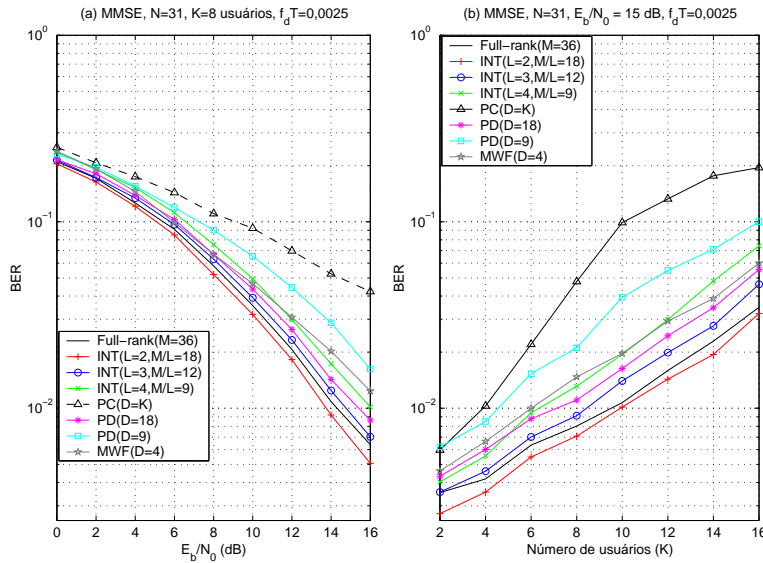 (a) MMSE, N=31, K=8 usuários, f_dT=0,0025
10^0
10^-1
10^-2
BER
Full-rank(M=36)
INT(L=2,M/L=18)
INT(L=3,M/L=12)
INT(L=4,M/L=9)
PC(D=K)
PD(D=18)
PD(D=9)
MWF(D=4)
0 2 4 6 8 10 12 14 16
E_b/N_0 (dB)
(b) MMSE, N=31, E_b/N_0 = 15 dB, f_dT=0,0025
10^0
10^-1
10^-2
BER
Full-rank(M=36)
INT(L=2,M/L=18)
INT(L=3,M/L=12)
INT(L=4,M/L=9)
PC(D=K)
PD(D=18)
PD(D=9)
MWF(D=4)
2 4 6 8 10 12 14 16
Número de usuários (K)